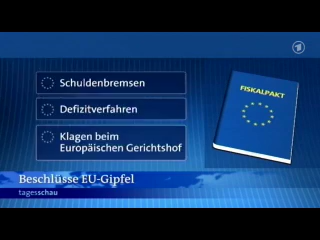 Schuldenbremsen
Defizitverfahren
Klagen beim
Europäischen Gerichtshof
FISKALPAKT
Beschlüsse EU-Gipfel
tagesschau